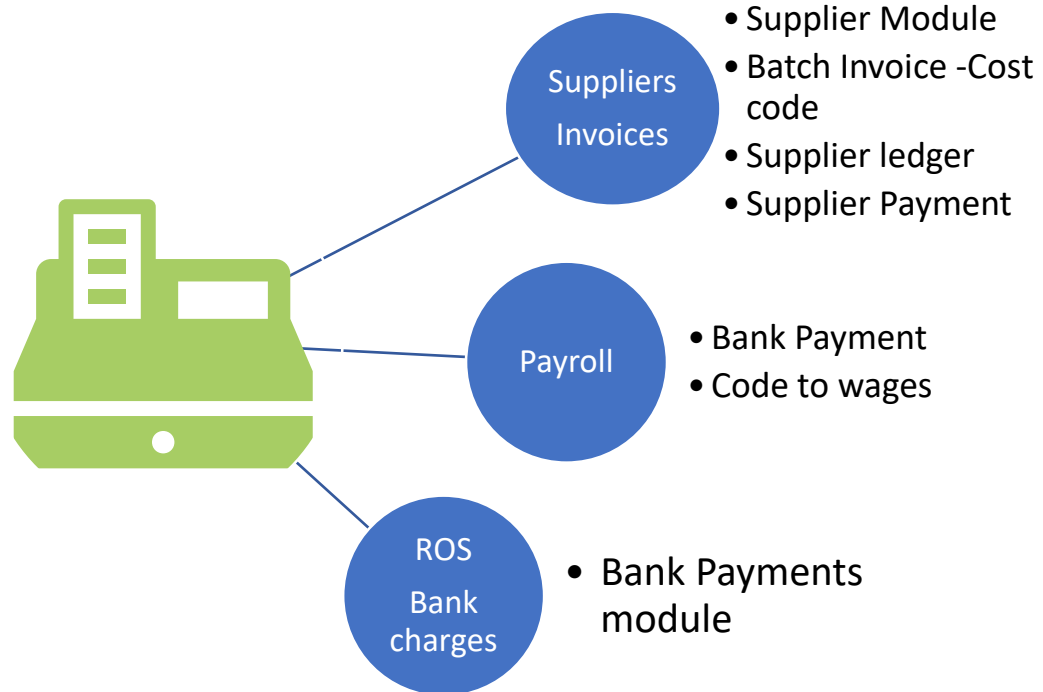 Suppliers
Invoices
• Supplier Module
• Batch Invoice -Cost
code
• Supplier ledger
• Supplier Payment
Payroll
• Bank Payment
• Code to wages
ROS
Bank
charges
• Bank Payments
module